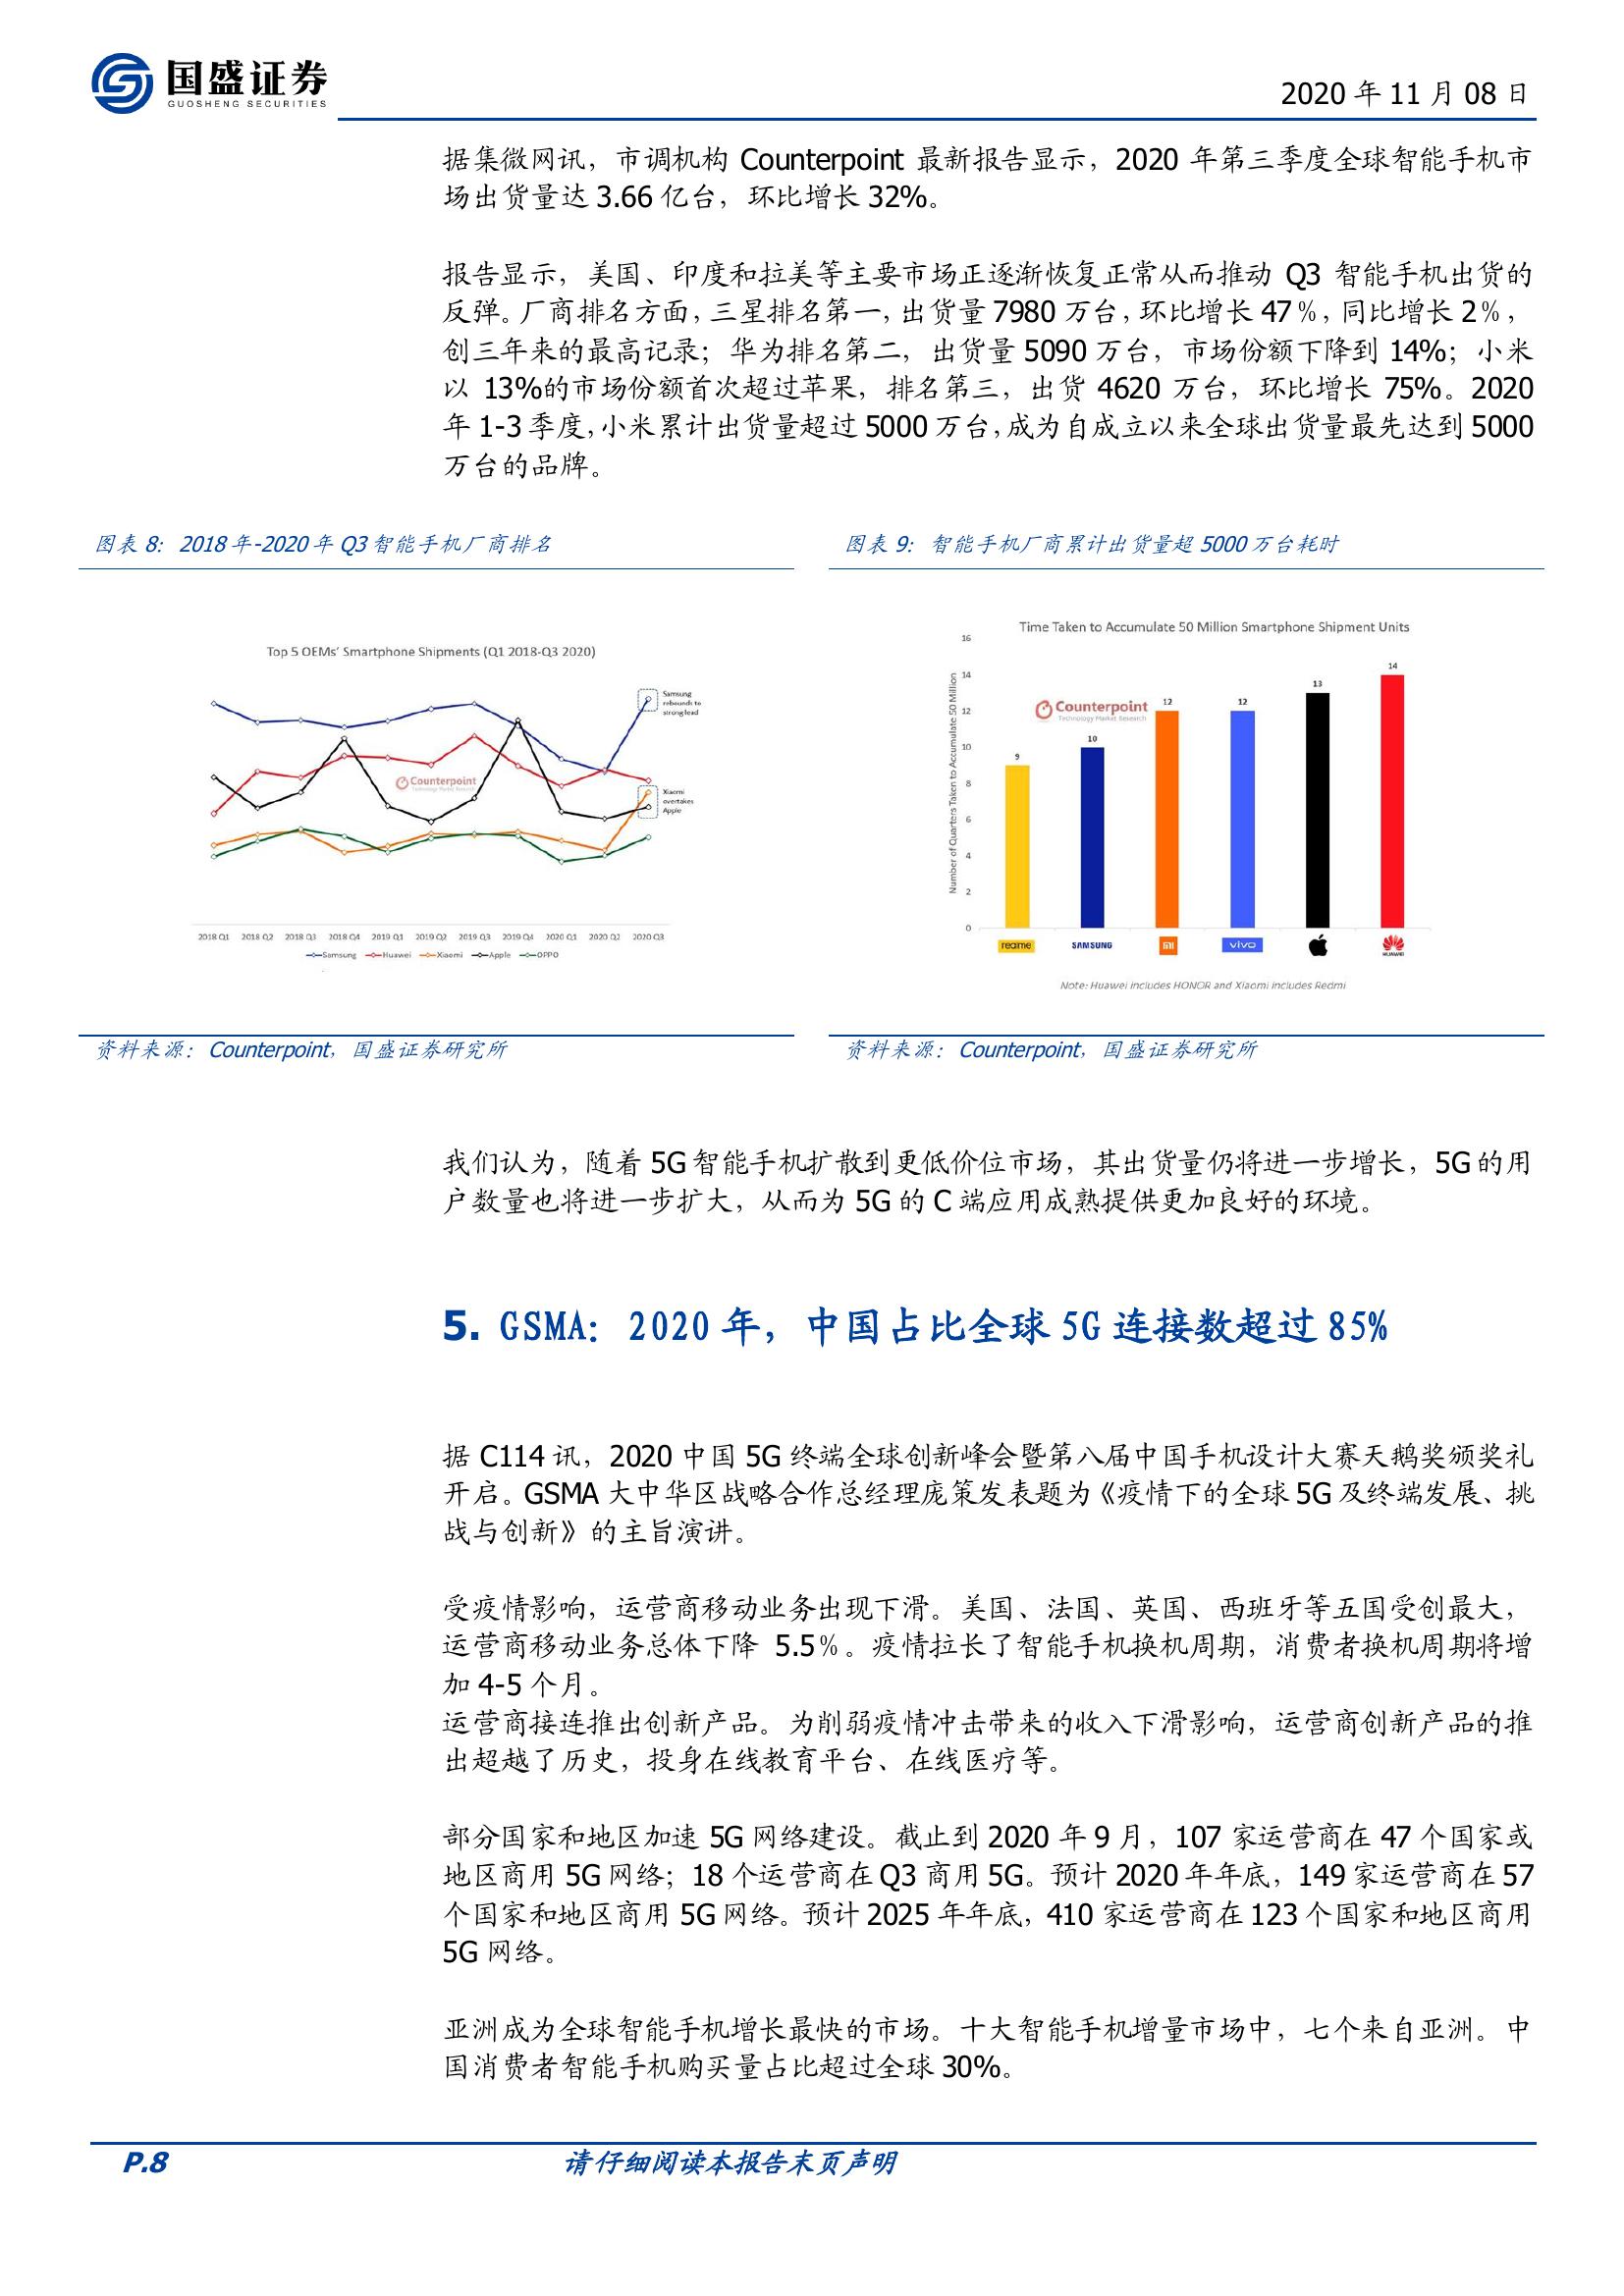 国盛证券
GUOSHENG SECURITIES
2020 年 11 月 08 日
据集微网讯，市调机构 Counterpoint 最新报告显示，2020 年第三季度全球智能手机市
场出货量达 3.66 亿台，环比增长 32%。
报告显示，美国、印度和拉美等主要市场正逐渐恢复正常从而推动 Q3 智能手机出货的
反弹。厂商排名方面，三星排名第一，出货量 7980 万台，环比增长 47％，同比增长 2％，
创三年来的最高记录；华为排名第二，出货量 5090 万台，市场份额下降到 14%；小米
以 13%的市场份额首次超过苹果，排名第三，出货 4620 万台，环比增长 75%。2020
年 1-3 季度，小米累计出货量超过 5000 万台，成为自成立以来全球出货量最先达到 5000
万台的品牌。
图表 8：2018 年-2020 年 Q3 智能手机厂商排名
Top 5 OEMs' Smartphone Shipments (Q1 2018-Q3 2020)
Samsung
rebounds to
strong lead
Counterpoint
Technology Market Research
Xiaomi
overtakes
Apple
2018 Q1 2018 Q2 2018 Q3 2018 Q4 2019 Q1 2019 Q2 2019 Q3 2019 Q4 2020 Q1 2020 Q2 2020 Q3
Samsung Huawei Xiaomi Apple OPPO
资料来源：Counterpoint，国盛证券研究所
图表 9：智能手机厂商累计出货量超 5000 万台耗时
Time Taken to Accumulate 50 Million Smartphone Shipment Units
Number of Quarters Taken to Accumulate 50 Million
16
14
12
10
8
6
4
2
0
Counterpoint
Technology Market Research
9
10
12
12
13
14
realme SAMSUNG MI vivo HUAWEI
Note: Huawei includes HONOR and Xiaomi includes Redmi
资料来源：Counterpoint，国盛证券研究所
我们认为，随着 5G 智能手机扩散到更低价位市场，其出货量仍将进一步增长，5G 的用
户数量也将进一步扩大，从而为 5G 的 C 端应用成熟提供更加良好的环境。
5. GSMA：2020 年，中国占比全球 5G 连接数超过 85%
据 C114 讯，2020 中国 5G 终端全球创新峰会暨第八届中国手机设计大赛天鹅奖颁奖礼
开启。GSMA 大中华区战略合作总经理庞策发表题为《疫情下的全球 5G 及终端发展、挑
战与创新》的主旨演讲。
受疫情影响，运营商移动业务出现下滑。美国、法国、英国、西班牙等五国受创最大，
运营商移动业务总体下降 5.5％。疫情拉长了智能手机换机周期，消费者换机周期将增
加 4-5 个月。
运营商接连推出创新产品。为削弱疫情冲击带来的收入下滑影响，运营商创新产品的推
出超越了历史，投身在线教育平台、在线医疗等。
部分国家和地区加速 5G 网络建设。截止到 2020 年 9 月，107 家运营商在 47 个国家或
地区商用 5G 网络；18 个运营商在 Q3 商用 5G。预计 2020 年年底，149 家运营商在 57
个国家和地区商用 5G 网络。预计 2025 年年底，410 家运营商在 123 个国家和地区商用
5G 网络。
亚洲成为全球智能手机增长最快的市场。十大智能手机增量市场中，七个来自亚洲。中
国消费者智能手机购买量占比超过全球 30%。
P.8
请仔细阅读本报告末页声明